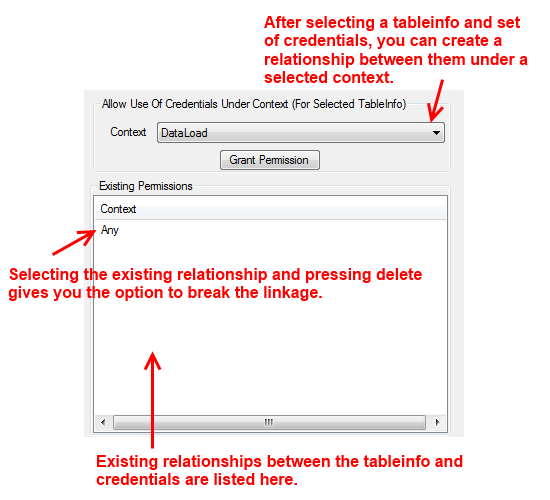 After selecting a tableinfo and set
of credentials, you can create a
relationship between them under a
selected context.
Allow Use Of Credentials Under Context (For Selected TableInfo)
Context DataLoad
Grant Permission
Existing Permissions
Context
Any
Selecting the existing relationship and pressing delete
gives you the option to break the linkage.
Existing relationships between the tableinfo and
credentials are listed here.